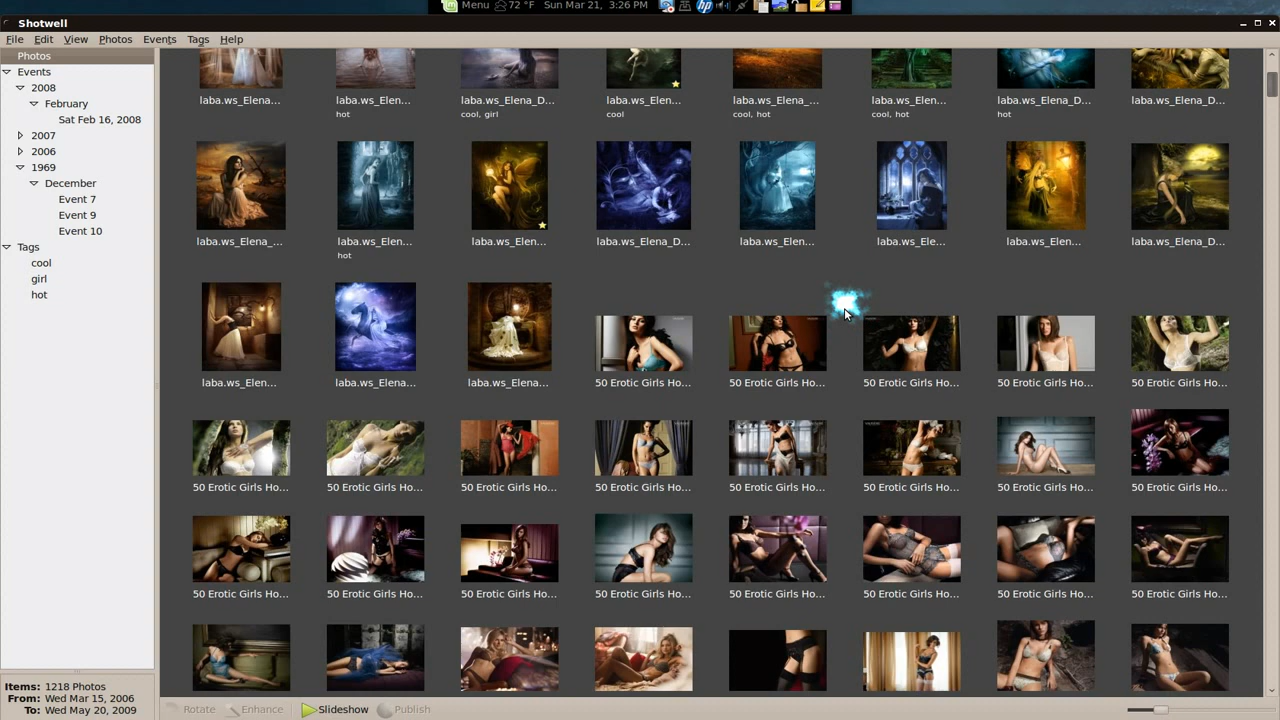 Menu 72 °F Sun Mar 21, 3:26 PM
Shotwell
File Edit View Photos Events Tags Help
Photos
Events
2008
February
Sat Feb 16, 2008
2007
2006
1969
December
Event 7
Event 9
Event 10
Tags
cool
girl
hot
laba.ws_Elena... laba.ws_Elen... laba.ws_Elena_D... laba.ws_Elen... laba.ws_Elena_... laba.ws_Elen... laba.ws_Elena_D... laba.ws_Elena_D...
hot cool, girl cool cool, hot cool, hot hot
laba.ws_Elena_... laba.ws_Elen... laba.ws_Elen... laba.ws_Elena_D... laba.ws_Elen... laba.ws_Ele... laba.ws_Elen... laba.ws_Elena_D...
hot
laba.ws_Elen... laba.ws_Elena... laba.ws_Elena... 50 Erotic Girls Ho... 50 Erotic Girls Ho... 50 Erotic Girls Ho... 50 Erotic Girls Ho... 50 Erotic Girls Ho...
50 Erotic Girls Ho... 50 Erotic Girls Ho... 50 Erotic Girls Ho... 50 Erotic Girls Ho... 50 Erotic Girls Ho... 50 Erotic Girls Ho... 50 Erotic Girls Ho... 50 Erotic Girls Ho...
50 Erotic Girls Ho... 50 Erotic Girls Ho... 50 Erotic Girls Ho... 50 Erotic Girls Ho... 50 Erotic Girls Ho... 50 Erotic Girls Ho... 50 Erotic Girls Ho... 50 Erotic Girls Ho...
Items: 1218 Photos
From: Wed Mar 15, 2006
To: Wed May 20, 2009
Rotate Enhance Slideshow Publish